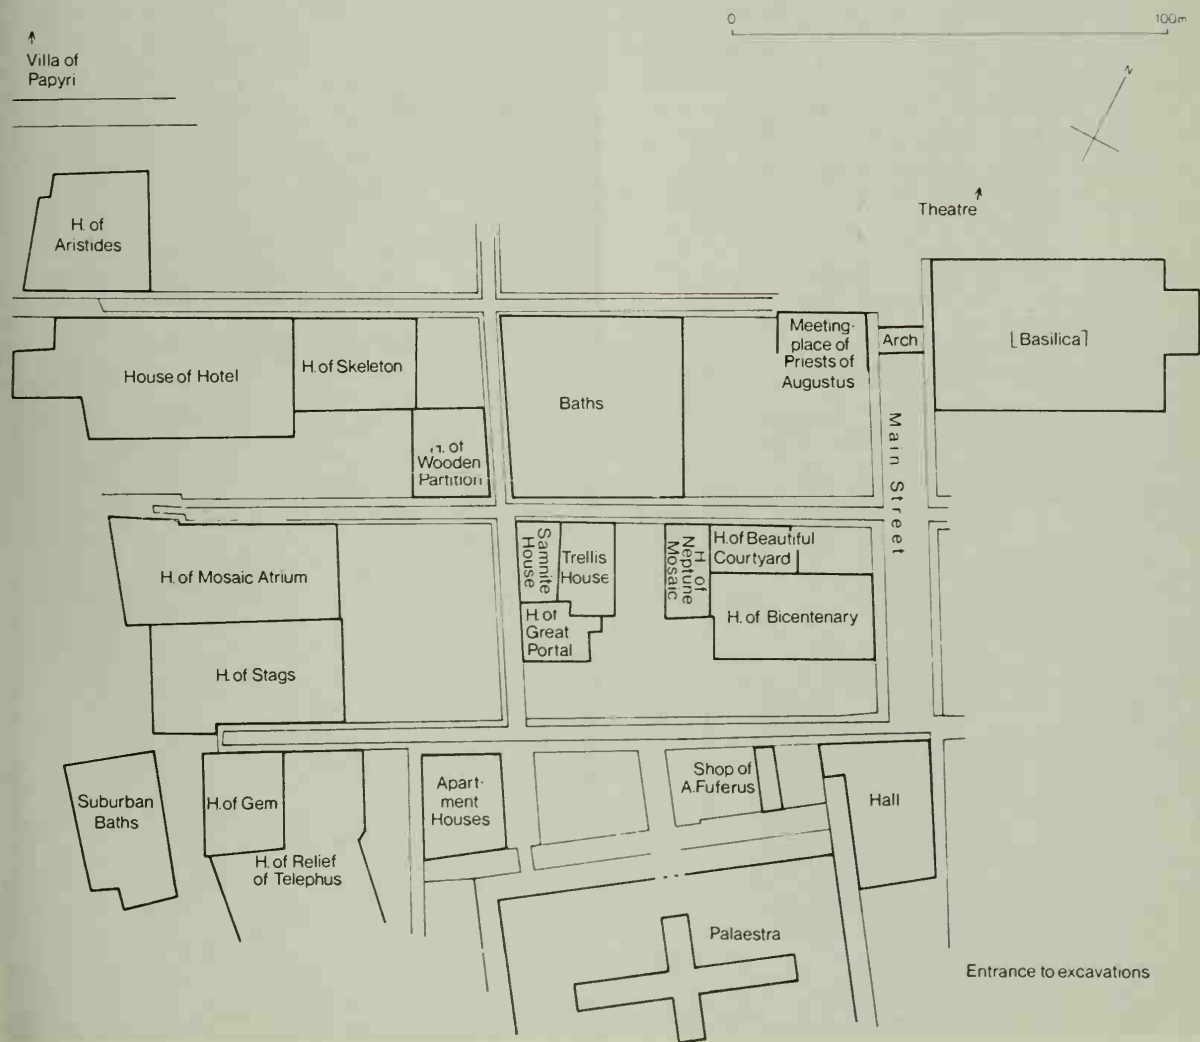 0 100m
N
Villa of
Papyri
Theatre
H. of
Aristides
House of Hotel
H. of Skeleton
Baths
Meeting-
place of
Priests of
Augustus
Arch
[Basilica]
H. of
Wooden
Partition
Main Street
H. of Mosaic Atrium
Samnite
House
Trellis
House
H. of
Neptune
Mosaic
H. of Beautiful
Courtyard
H. of
Great
Portal
H. of Bicentenary
H. of Stags
Suburban
Baths
H. of Gem
H. of Relief
of Telephus
Apart-
ment
Houses
Shop of
A. Fuferus
Hall
Palaestra
Entrance to excavations